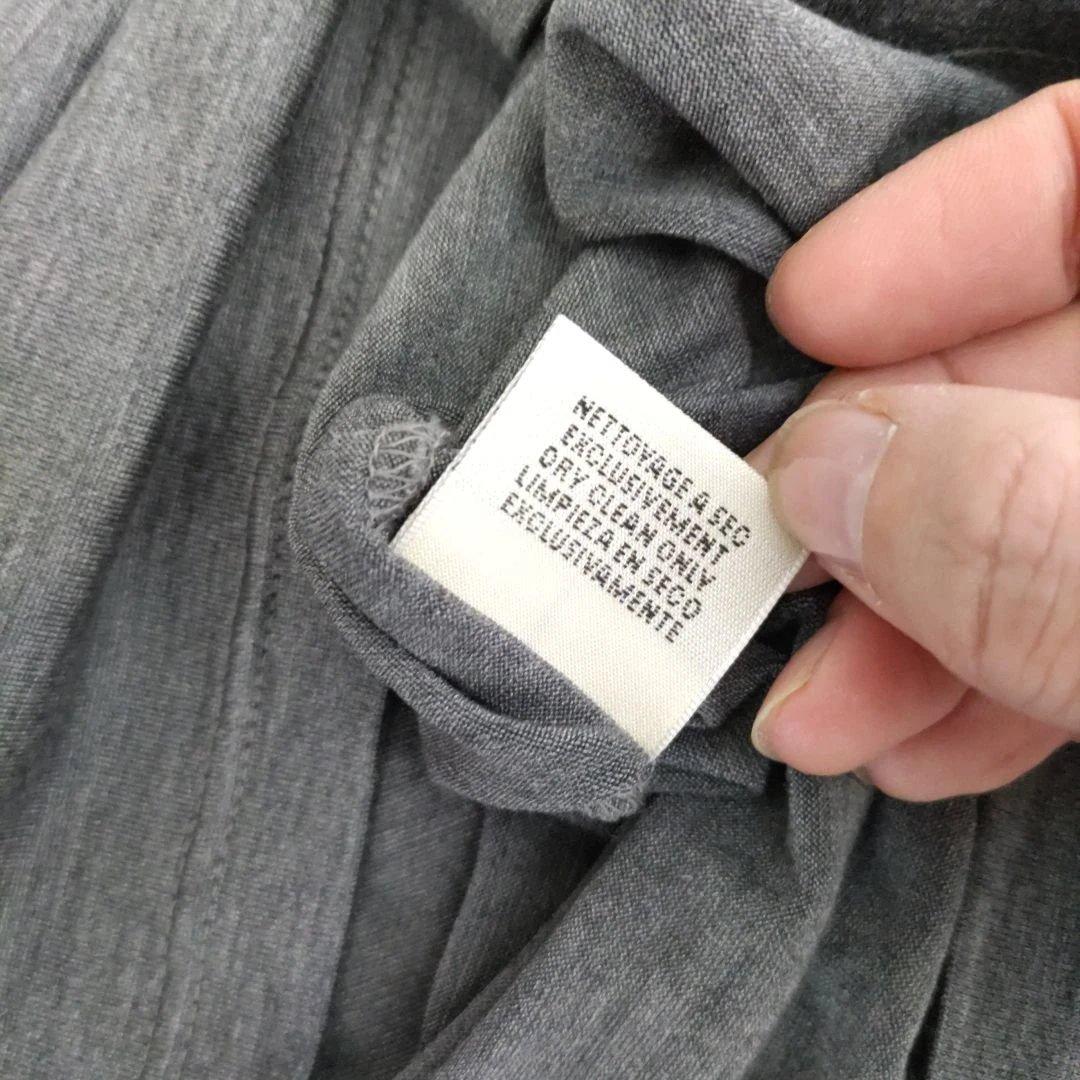 NETTOYAGE A SEC
EXCLUSIVEMENT
DRY CLEAN ONLY
LIMPIEZA EN SECO
EXCLUSIVAMENTE